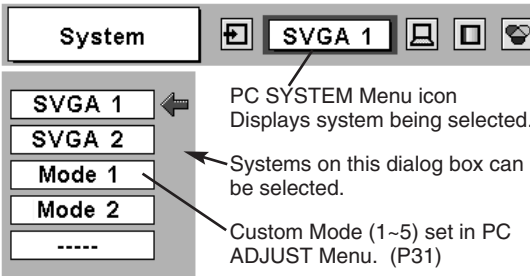 System
SVGA 1
SVGA 1
SVGA 2
Mode 1
Mode 2
-----
PC SYSTEM Menu icon
Displays system being selected.
Systems on this dialog box can
be selected.
Custom Mode (1~5) set in PC
ADJUST Menu. (P31)